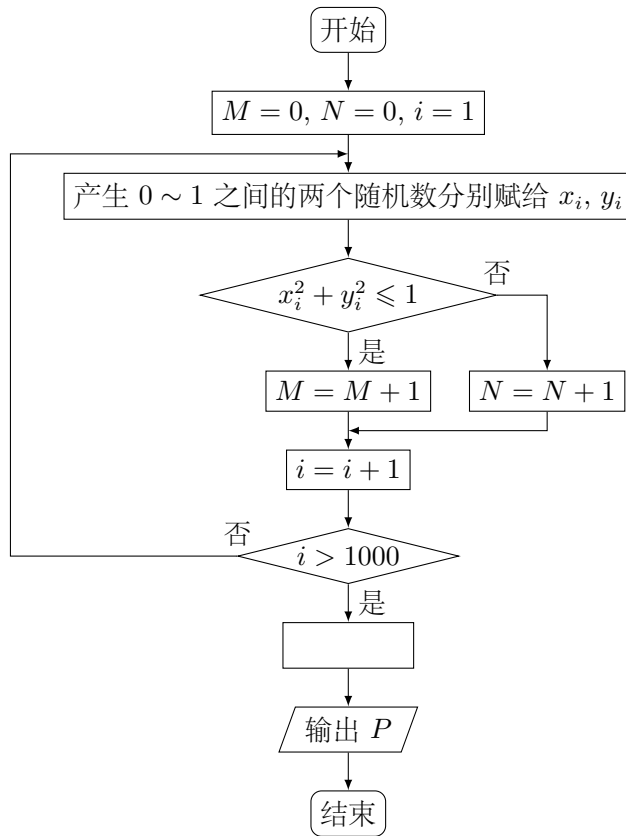 开始
M = 0, N = 0, i = 1
产生 0 ∼ 1 之间的两个随机数分别赋给 xᵢ, yᵢ
否
xᵢ² + yᵢ² ⩽ 1
是
M = M + 1
N = N + 1
i = i + 1
否
i > 1000
是
输出 P
结束